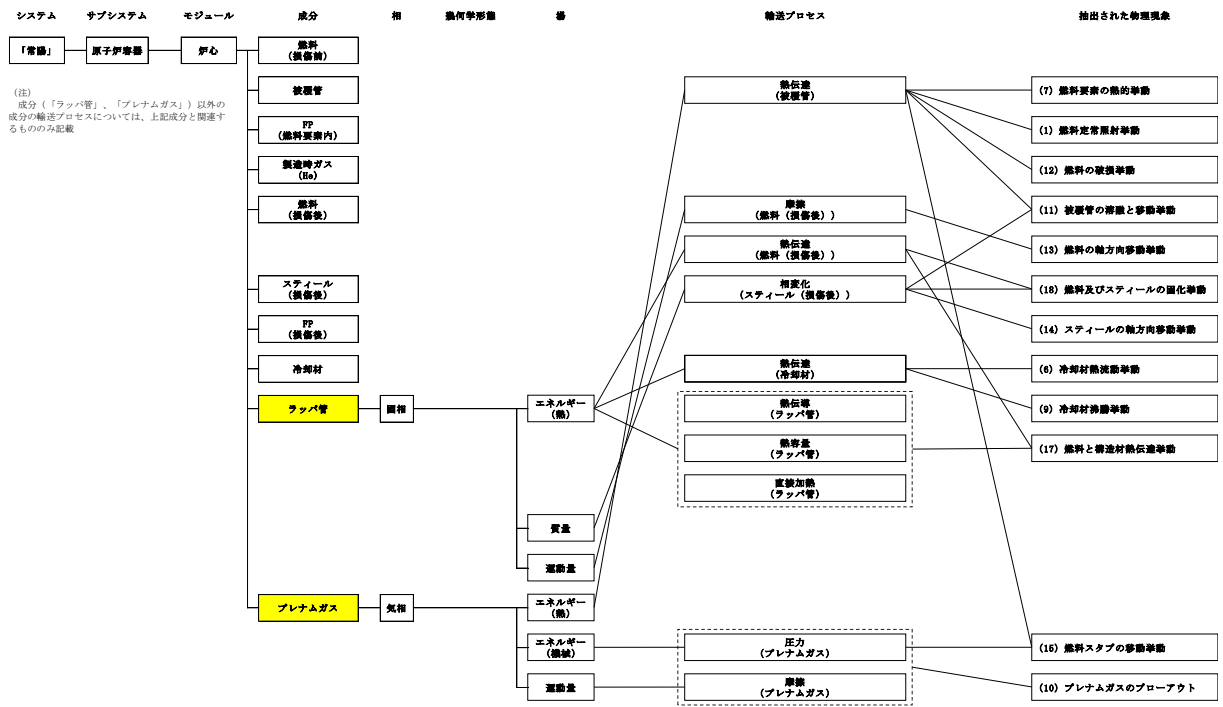 システム
サブシステム
モジュール
成分
相
幾何学形態
場
輸送プロセス
抽出された物理現象
「常陽」
原子炉容器
炉心
燃料
(損傷前)
被覆管
FP
(燃料要素内)
製造時ガス
(He)
燃料
(損傷後)
スティール
(損傷後)
FP
(損傷後)
冷却材
ラッパ管
プレナムガス
(注)
成分(「ラッパ管」、「プレナムガス」)以外の
成分の輸送プロセスについては、上記成分と関連す
るもののみ記載
固相
気相
エネルギー
(熱)
質量
運動量
エネルギー
(熱)
エネルギー
(機械)
運動量
熱伝達
(被覆管)
摩擦
(燃料(損傷後))
熱伝達
(燃料(損傷後))
相変化
(スティール(損傷後))
熱伝達
(冷却材)
熱伝導
(ラッパ管)
熱容量
(ラッパ管)
直接加熱
(ラッパ管)
圧力
(プレナムガス)
摩擦
(プレナムガス)
(7) 燃料要素の熱的挙動
(1) 燃料定常照射挙動
(12) 燃料の破損挙動
(11) 被覆管の溶融と移動挙動
(13) 燃料の軸方向移動挙動
(18) 燃料及びスティールの固化挙動
(14) スティールの軸方向移動挙動
(6) 冷却材熱流動挙動
(9) 冷却材沸騰挙動
(17) 燃料と構造材熱伝達挙動
(15) 燃料スタブの移動挙動
(10) プレナムガスのブローアウト